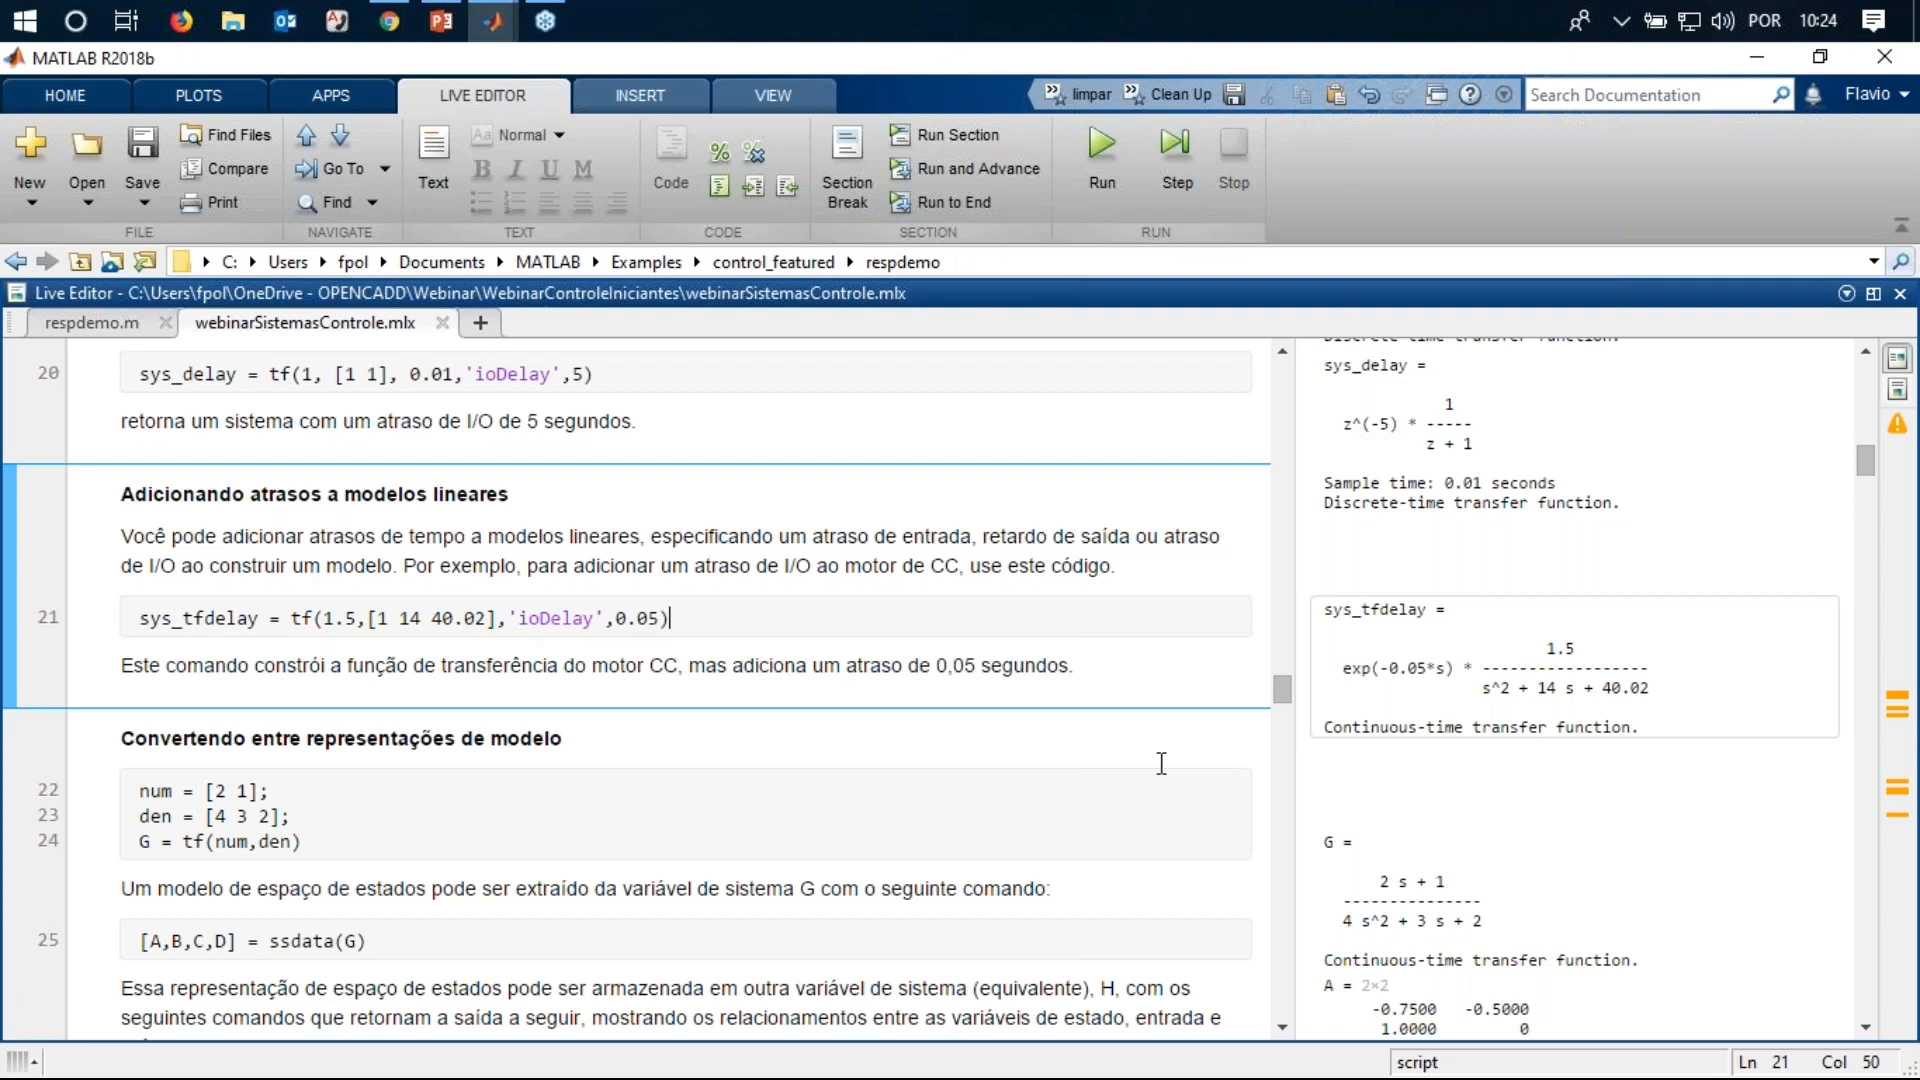 POR 10:24
MATLAB R2018b
HOME PLOTS APPS LIVE EDITOR INSERT VIEW
limpar Clean Up Search Documentation Flavio
New Open Save
Find Files
Compare
Print
FILE
Go To
Find
NAVIGATE
Text
Aa Normal
B I U M
TEXT
Code
CODE
Section
Break
Run Section
Run and Advance
Run to End
SECTION
Run Step Stop
RUN
C: Users fpol Documents MATLAB Examples control_featured respdemo
Live Editor - C:\Users\fpol\OneDrive - OPENCADD\Webinar\WebinarControleIniciantes\webinarSistemasControle.mlx
respdemo.m webinarSistemasControle.mlx
20 sys_delay = tf(1, [1 1], 0.01,'ioDelay',5)
retorna um sistema com um atraso de I/O de 5 segundos.
Adicionando atrasos a modelos lineares
Você pode adicionar atrasos de tempo a modelos lineares, especificando um atraso de entrada, retardo de saída ou atraso
de I/O ao construir um modelo. Por exemplo, para adicionar um atraso de I/O ao motor de CC, use este código.
21 sys_tfdelay = tf(1.5,[1 14 40.02],'ioDelay',0.05)
Este comando constrói a função de transferência do motor CC, mas adiciona um atraso de 0,05 segundos.
Convertendo entre representações de modelo
22 num = [2 1];
23 den = [4 3 2];
24 G = tf(num,den)
Um modelo de espaço de estados pode ser extraído da variável de sistema G com o seguinte comando:
25 [A,B,C,D] = ssdata(G)
Essa representação de espaço de estados pode ser armazenada em outra variável de sistema (equivalente), H, com os
seguintes comandos que retornam a saída a seguir, mostrando os relacionamentos entre as variáveis de estado, entrada e
Discrete-time transfer function.
sys_delay =
1
z^(-5) * -----
z + 1
Sample time: 0.01 seconds
Discrete-time transfer function.
sys_tfdelay =
1.5
exp(-0.05*s) * ------------------
s^2 + 14 s + 40.02
Continuous-time transfer function.
G =
2 s + 1
---------------
4 s^2 + 3 s + 2
Continuous-time transfer function.
A = 2×2
-0.7500 -0.5000
1.0000 0
script Ln 21 Col 50